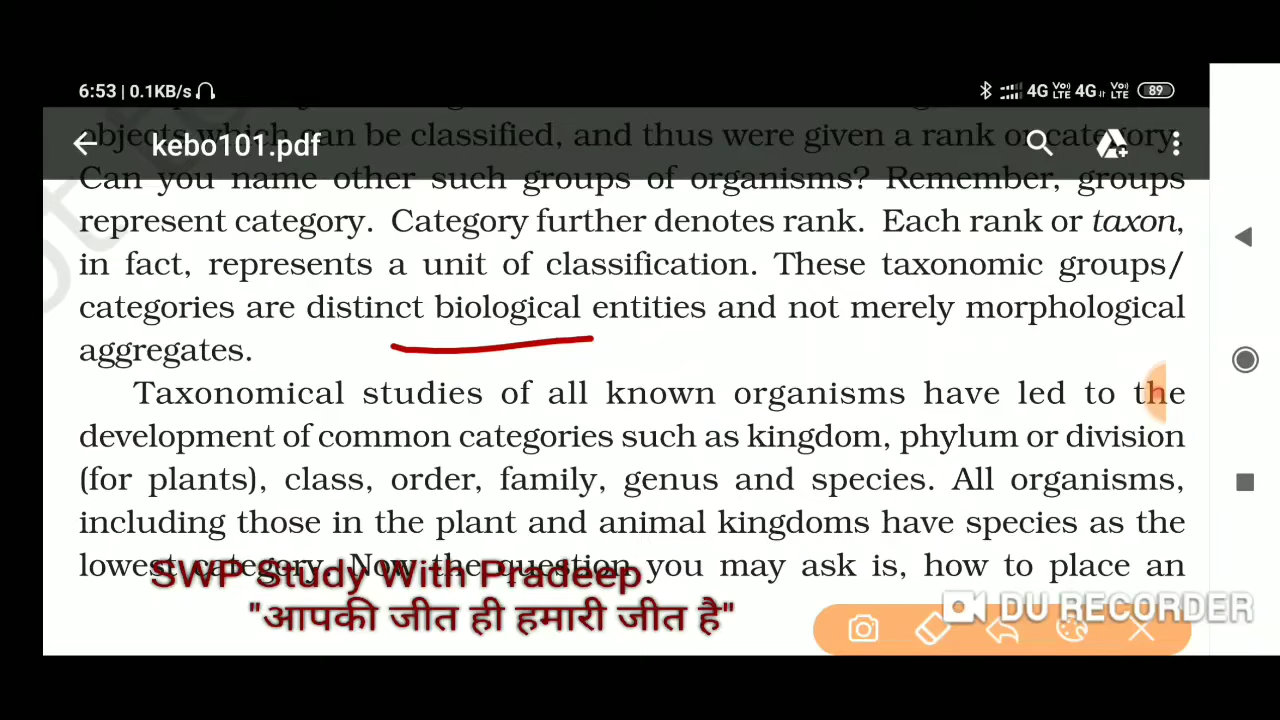 6:53 | 0.1KB/s
4G Vo) LTE 4G Vo) LTE 89
objects which can be classified, and thus were given a rank or category.
kebo101.pdf
Can you name other such groups of organisms? Remember, groups
represent category. Category further denotes rank. Each rank or taxon,
in fact, represents a unit of classification. These taxonomic groups/
categories are distinct biological entities and not merely morphological
aggregates.
Taxonomical studies of all known organisms have led to the
development of common categories such as kingdom, phylum or division
(for plants), class, order, family, genus and species. All organisms,
including those in the plant and animal kingdoms have species as the
lowest category. Now the question you may ask is, how to place an
SWP Study With Pradeep
"आपकी जीत ही हमारी जीत है"
DU RECORDER